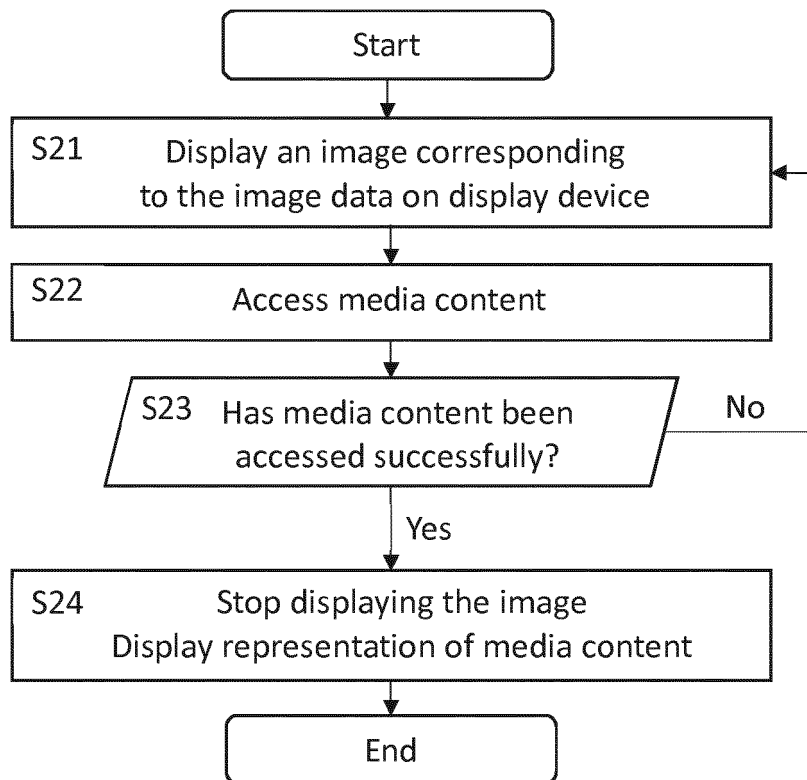 Start
S21
Display an image corresponding
to the image data on display device
S22
Access media content
S23
Has media content been
accessed successfully?
No
Yes
S24
Stop displaying the image
Display representation of media content
End